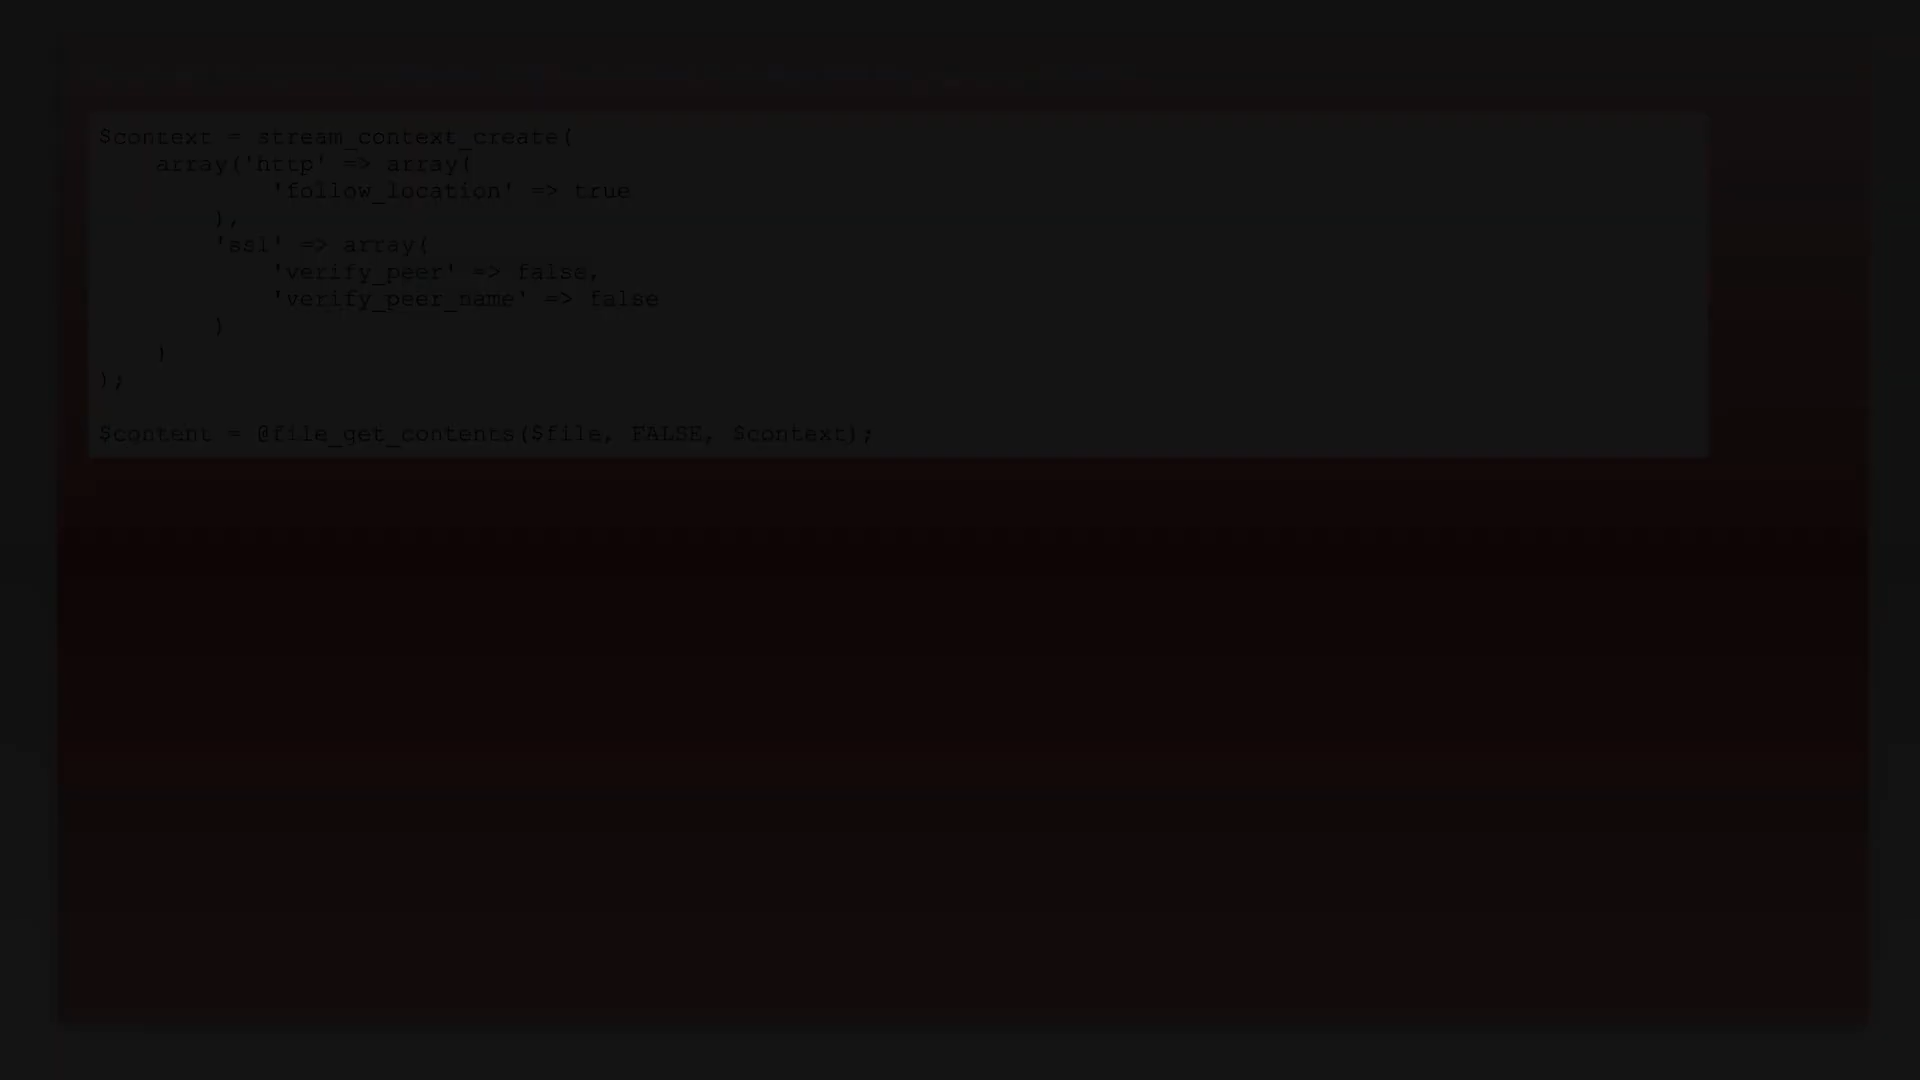 $context = stream_context_create(
    array('http' => array(
            'follow_location' => true
        ),
        'ssl' => array(
            'verify_peer' => false,
            'verify_peer_name' => false
        )
    )
);

$content = @file_get_contents($file, FALSE, $context);